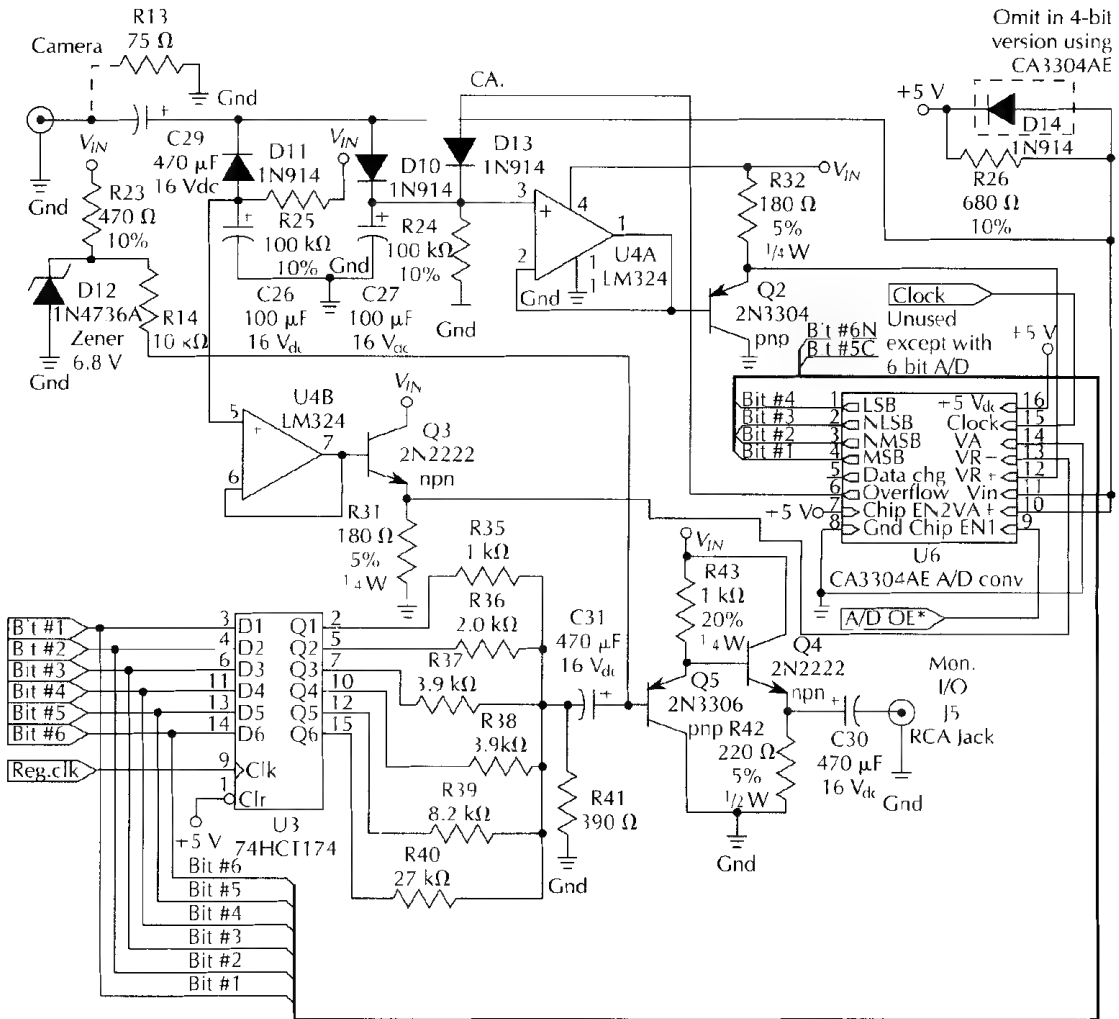 R13
75 Ω
Camera
Gnd
Omit in 4-bit
version using
CA3304AE
+5 V
D14
1N914
R26
680 Ω
10%
CA.
VIN
C29
470 µF
16 Vdc
D11
1N914
VIN
R25
100 kΩ
10%
D10
1N914
D13
1N914
R24
100 kΩ
10%
Gnd
Gnd
Gnd
R23
470 Ω
10%
D12
1N4736A
Zener
6.8 V
Gnd
R14
10 kΩ
C26
100 µF
16 Vdc
C27
100 µF
16 Vdc
3
+
4
1
2
1
1
U4A
LM324
Gnd
VIN
R32
180 Ω
5%
1/4 W
Q2
2N3304
pnp
Clock
Unused
except with
6 bit A/D
+5 V
Bit #6N
Bit #5C
Bit #4
Bit #3
Bit #2
Bit #1
1 LSB
2 NLSB
3 NMSB
4 MSB
5 Data chg
6 Overflow
7 Chip EN2
8 Gnd
+5 Vdc 16
Clock 15
VA 14
VR− 13
VR+ 12
Vin 11
VA+ 10
Chip EN1 9
+5 V
U6
CA3304AE A/D conv
A/D OE*
U4B
LM324
5
+
6
7
VIN
Q3
2N2222
npn
R31
180 Ω
5%
1/4 W
R35
1 kΩ
R36
2.0 kΩ
R37
3.9 kΩ
R38
3.9kΩ
R39
8.2 kΩ
R40
27 kΩ
C31
470 µF
16 Vdc
R41
390 Ω
Gnd
VIN
R43
1 kΩ
20%
1/4 W
Q4
2N2222
npn
Q5
2N3306
pnp
R42
220 Ω
5%
1/2 W
Gnd
C30
470 µF
16 Vdc
Mon.
I/O
J5
RCA Jack
Gnd
Bit #1
Bit #2
Bit #3
Bit #4
Bit #5
Bit #6
Reg.clk
3 D1 Q1 2
4 D2 Q2 5
6 D3 Q3 7
11 D4 Q4 10
13 D5 Q5 12
14 D6 Q6 15
9 Clk
1 Clr
+5 V
U3
74HCT174
Bit #6
Bit #5
Bit #4
Bit #3
Bit #2
Bit #1